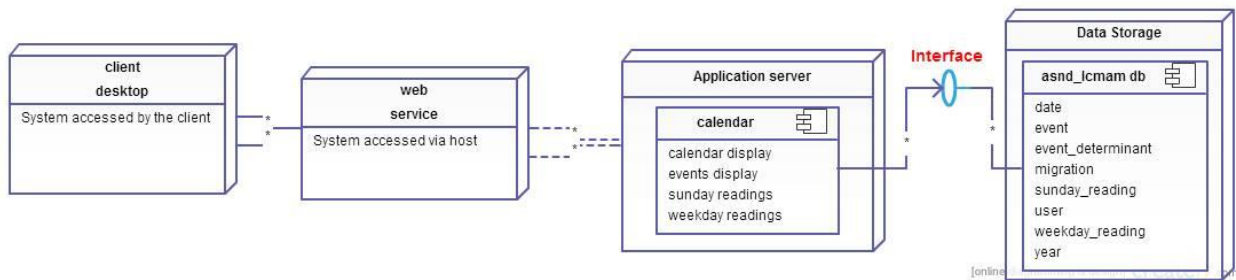 client
desktop
System accessed by the client
*
*
web
service
System accessed via host
*
*
Application server
calendar
calendar display
events display
sunday readings
weekday readings
*
Interface
*
Data Storage
asnd_lcmam db
date
event
event_determinant
migration
sunday_reading
user
weekday_reading
year
[online